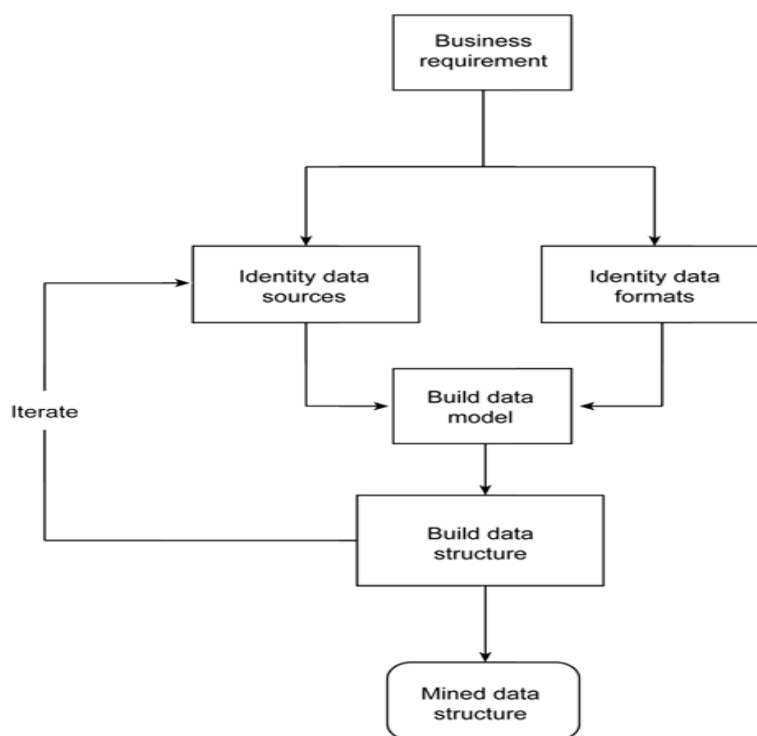 Business
requirement
Identity data
sources
Identity data
formats
Iterate
Build data
model
Build data
structure
Mined data
structure